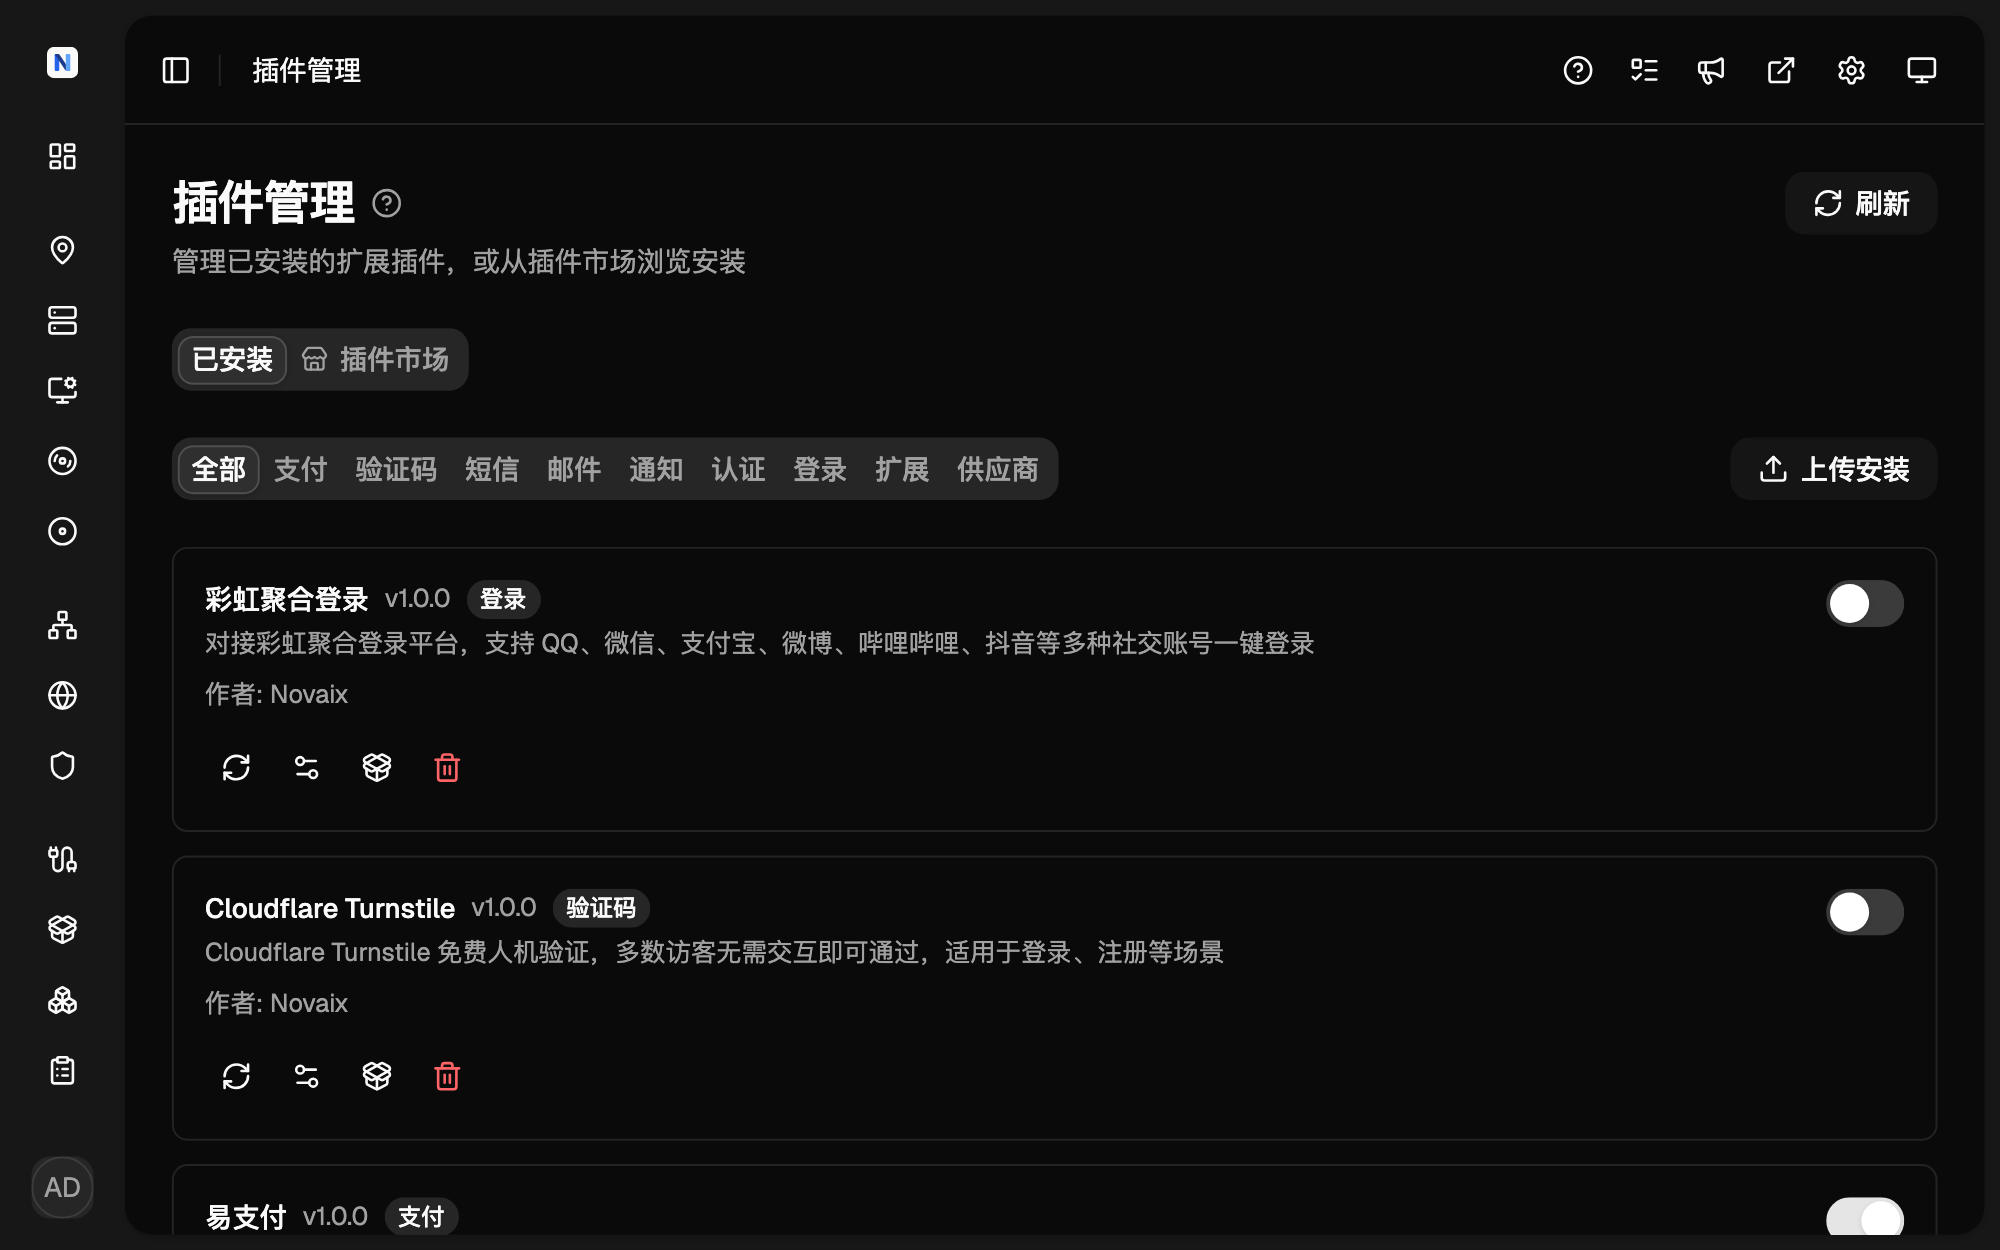 N
插件管理
插件管理
管理已安装的扩展插件，或从插件市场浏览安装
刷新
已安装
插件市场
全部
支付
验证码
短信
邮件
通知
认证
登录
扩展
供应商
上传安装
彩虹聚合登录 v1.0.0 登录
对接彩虹聚合登录平台，支持 QQ、微信、支付宝、微博、哔哩哔哩、抖音等多种社交账号一键登录
作者: Novaix
Cloudflare Turnstile v1.0.0 验证码
Cloudflare Turnstile 免费人机验证，多数访客无需交互即可通过，适用于登录、注册等场景
作者: Novaix
易支付 v1.0.0 支付
AD